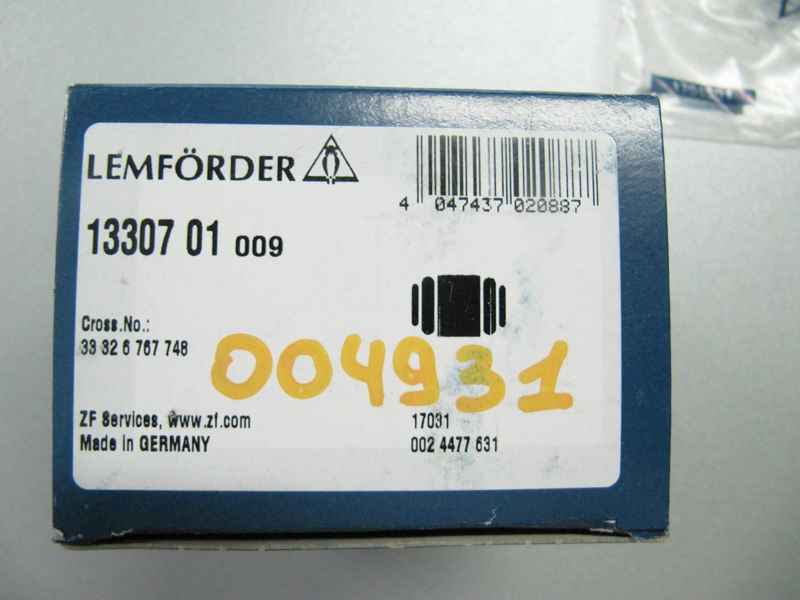 LEMFÖRDER
4 047437 020887
13307 01 009
Cross.No.:
33 32 6 767 748
004931
ZF Services, www.zf.com
Made in GERMANY
17031
002 4477 631